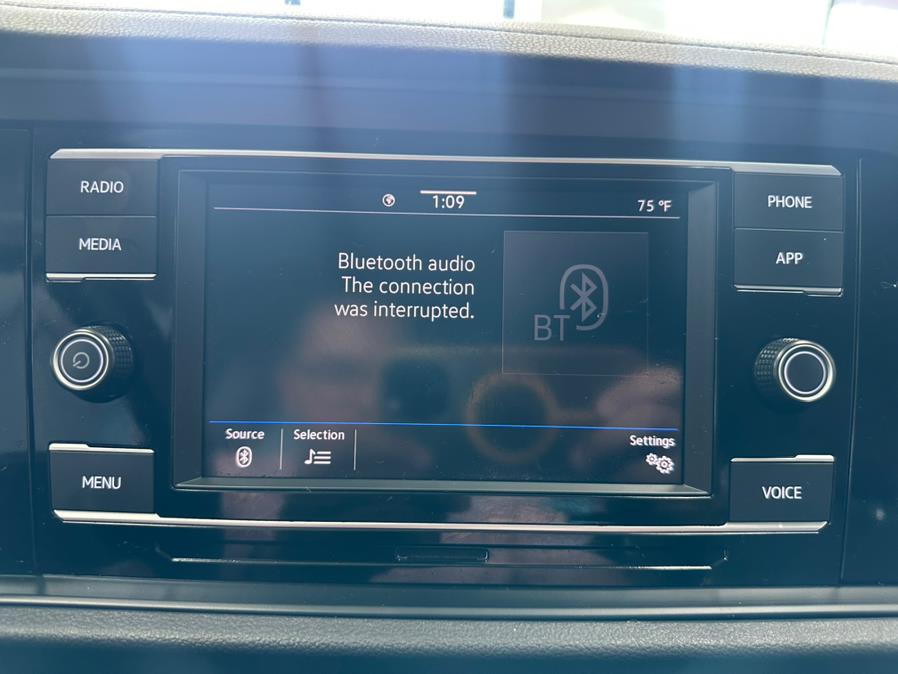 RADIO
MEDIA
MENU
1:09
75 °F
Bluetooth audio
The connection
was interrupted.
BT
Source
Selection
Settings
PHONE
APP
VOICE